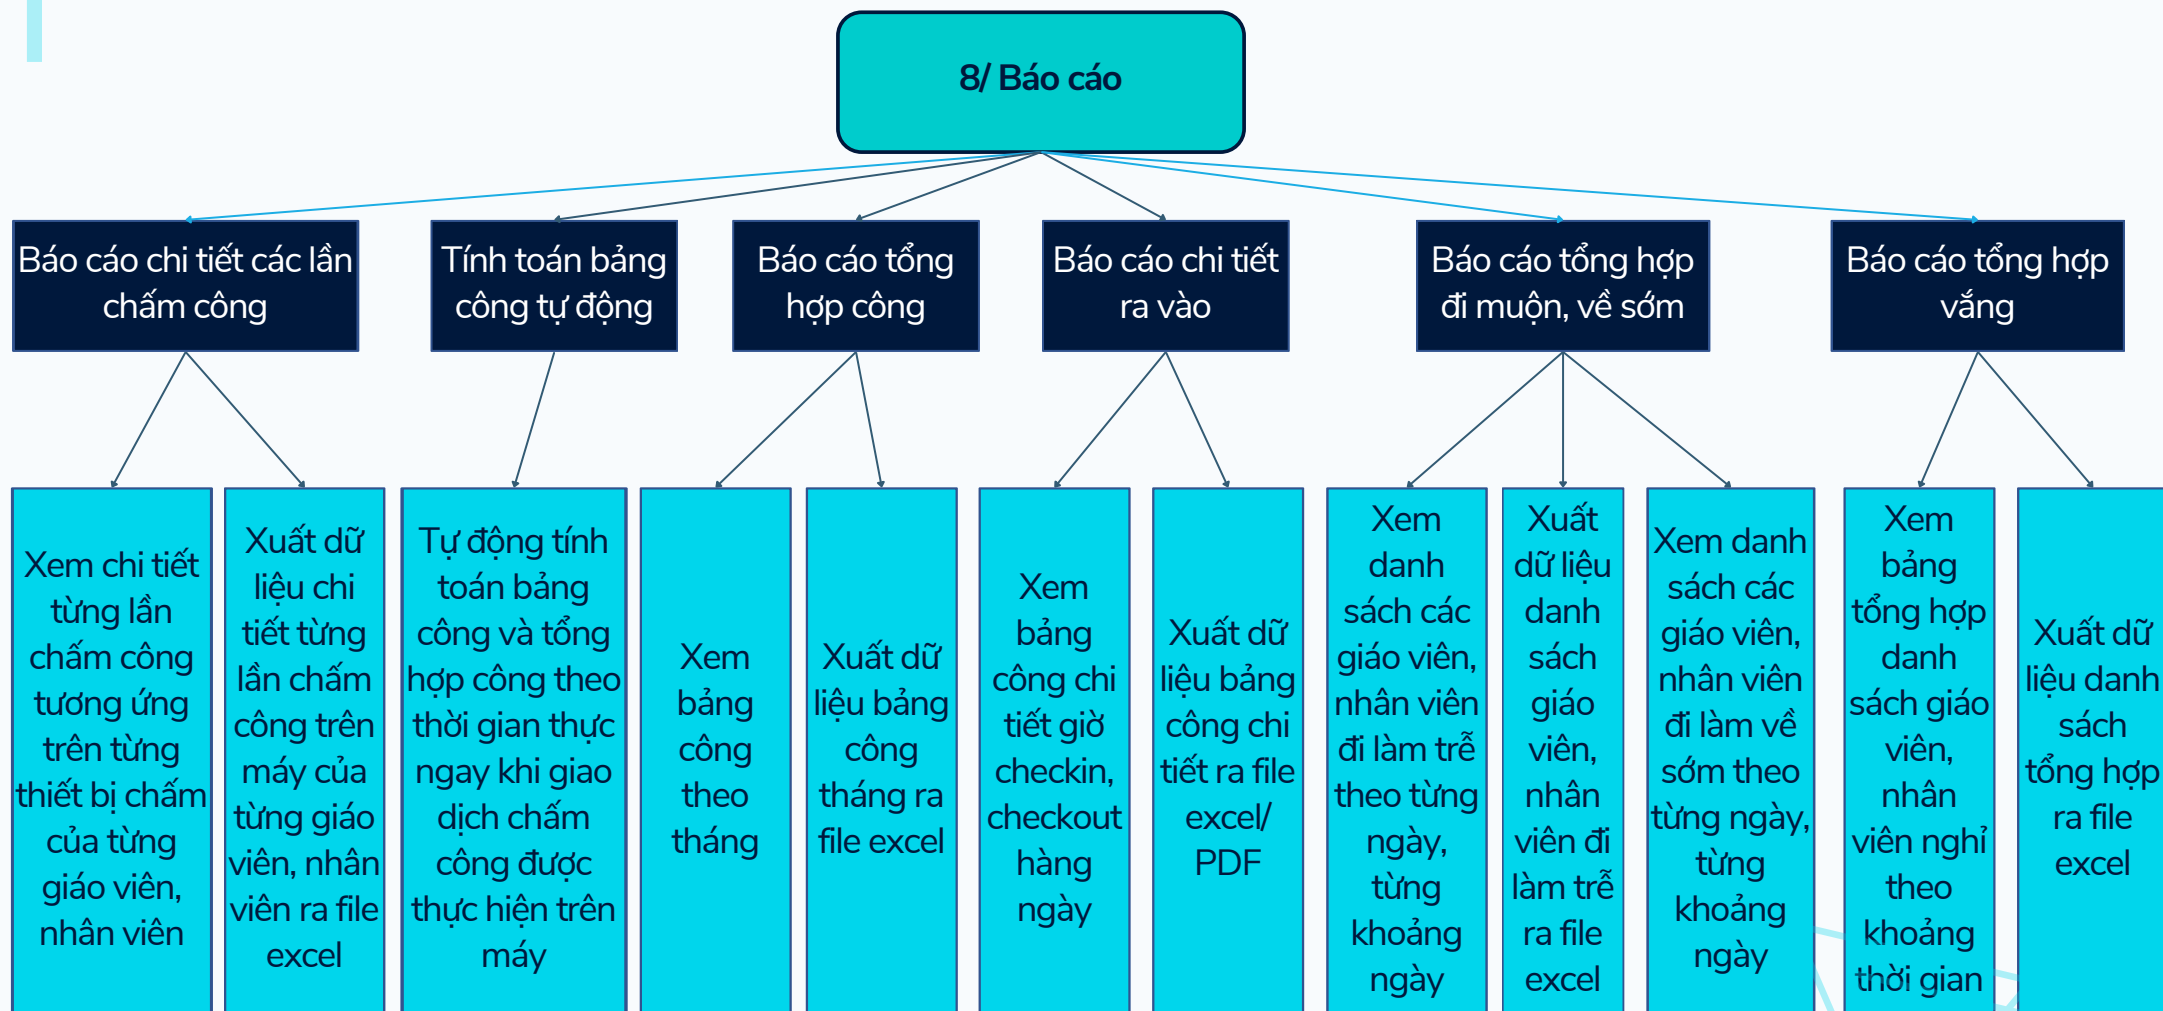 8/ Báo cáo
Báo cáo chi tiết các lần
chấm công
Tính toán bảng
công tự động
Báo cáo tổng
hợp công
Báo cáo chi tiết
ra vào
Báo cáo tổng hợp
đi muộn, về sớm
Báo cáo tổng hợp
vắng
Xem chi tiết
từng lần
chấm công
tương ứng
trên từng
thiết bị chấm
của từng
giáo viên,
nhân viên
Xuất dữ
liệu chi
tiết từng
lần chấm
công trên
máy của
từng giáo
viên, nhân
viên ra file
excel
Tự động tính
toán bảng
công và tổng
hợp công theo
thời gian thực
ngay khi giao
dịch chấm
công được
thực hiện trên
máy
Xem
bảng
công
theo
tháng
Xuất dữ
liệu bảng
công
tháng ra
file excel
Xem
bảng
công chi
tiết giờ
checkin,
checkout
hàng
ngày
Xuất dữ
liệu bảng
công chi
tiết ra file
excel/
PDF
Xem
danh
sách các
giáo viên,
nhân viên
đi làm trễ
theo từng
ngày,
từng
khoảng
ngày
Xuất
dữ liệu
danh
sách
giáo
viên,
nhân
viên đi
làm trễ
ra file
excel
Xem danh
sách các
giáo viên,
nhân viên
đi làm về
sớm theo
từng ngày,
từng
khoảng
ngày
Xem
bảng
tổng hợp
danh
sách giáo
viên,
nhân
viên nghỉ
theo
khoảng
thời gian
Xuất dữ
liệu danh
sách
tổng hợp
ra file
excel